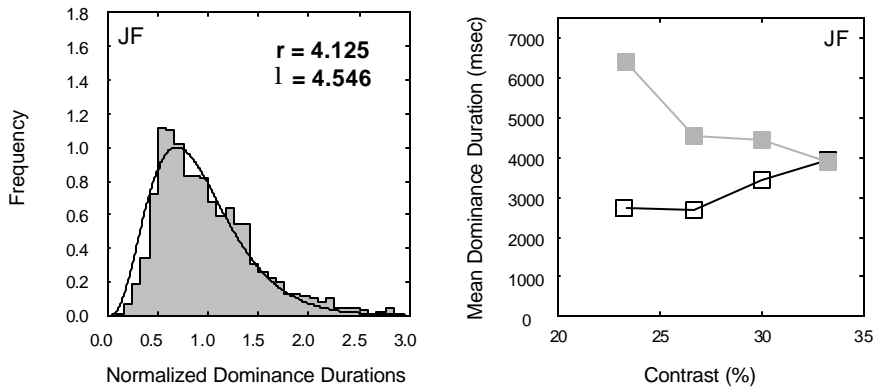 JF
r = 4.125
l = 4.546
Frequency
1.8
1.6
1.4
1.2
1.0
0.8
0.6
0.4
0.2
0.0
0.0 0.5 1.0 1.5 2.0 2.5 3.0
Normalized Dominance Durations
JF
Mean Dominance Duration (msec)
7000
6000
5000
4000
3000
2000
1000
0
20 25 30 35
Contrast (%)